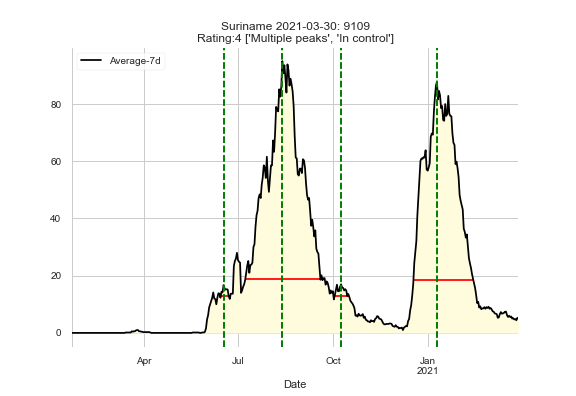 Suriname 2021-03-30: 9109
Rating:4 ['Multiple peaks', 'In control']
Average-7d
80
60
40
20
0
Apr
Jul
Oct
Jan
2021
Date